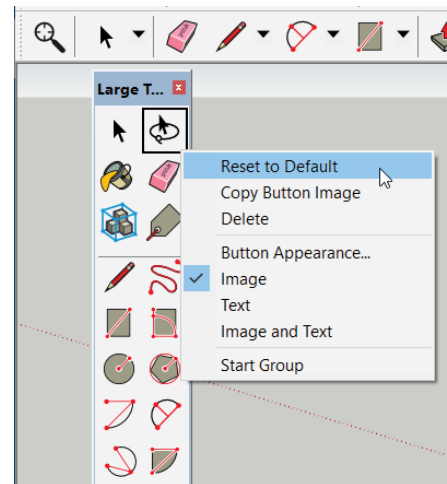 Large T...
Reset to Default
Copy Button Image
Delete
Button Appearance...
Image
Text
Image and Text
Start Group